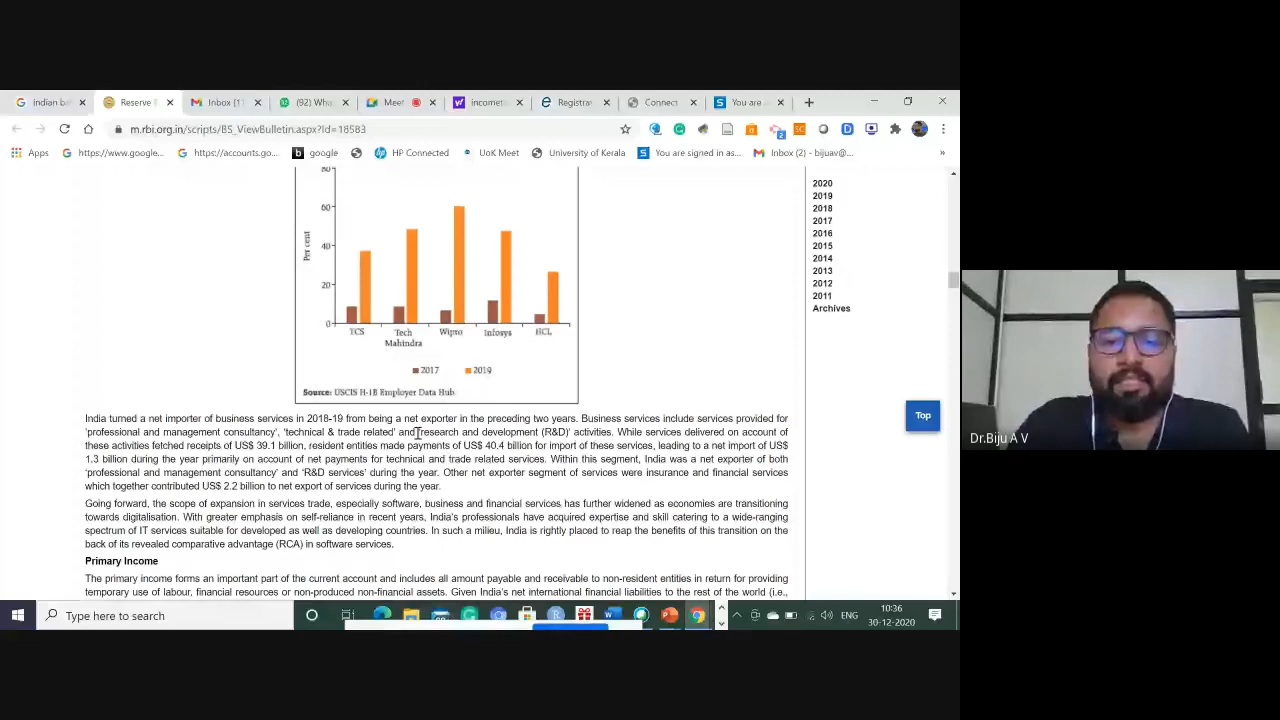 indian ba
Reserve
Inbox (1
(92) Wha
Meet
incomet
Registra
Connect
You are
m.rbi.org.in/scripts/BS_ViewBulletin.aspx?Id=18583
Apps
https://www.google...
https://accounts.go...
google
HP Connected
UoK Meet
University of Kerala
You are signed in as...
Inbox (2) - bijuav@...
»
80
60
40
20
0
Per cent
TCS
Tech
Mahindra
Wipro
Infosys
HCL
2017
2019
Source: USCIS H-1B Employer Data Hub.
India turned a net importer of business services in 2018-19 from being a net exporter in the preceding two years. Business services include services provided for
'professional and management consultancy', 'technical & trade related' and research and development (R&D)' activities. While services delivered on account of
these activities fetched receipts of US$ 39.1 billion, resident entities made payments of US$ 40.4 billion for import of these services, leading to a net import of US$
1.3 billion during the year primarily on account of net payments for technical and trade related services. Within this segment, India was a net exporter of both
'professional and management consultancy' and 'R&D services' during the year. Other net exporter segment of services were insurance and financial services
which together contributed US$ 2.2 billion to net export of services during the year.
Going forward, the scope of expansion in services trade, especially software, business and financial services has further widened as economies are transitioning
towards digitalisation. With greater emphasis on self-reliance in recent years, India's professionals have acquired expertise and skill catering to a wide-ranging
spectrum of IT services suitable for developed as well as developing countries. In such a milieu, India is rightly placed to reap the benefits of this transition on the
back of its revealed comparative advantage (RCA) in software services.
Primary Income
The primary income forms an important part of the current account and includes all amount payable and receivable to non-resident entities in return for providing
temporary use of labour, financial resources or non-produced non-financial assets. Given India's net international financial liabilities to the rest of the world (i.e.,
2020
2019
2018
2017
2016
2015
2014
2013
2012
2011
Archives
Top
Dr.Biju A V
Type here to search
ENG
10:36
30-12-2020